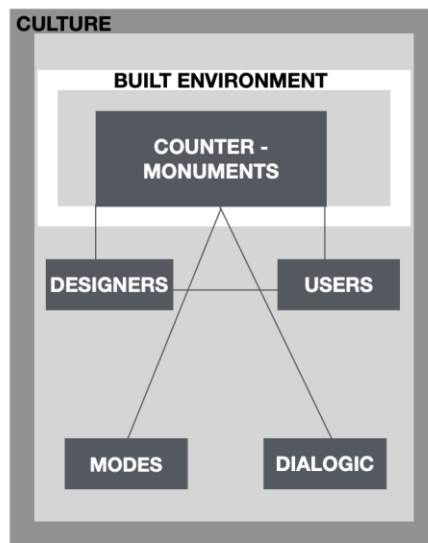 CULTURE
BUILT ENVIRONMENT
COUNTER -
MONUMENTS
DESIGNERS
USERS
MODES
DIALOGIC